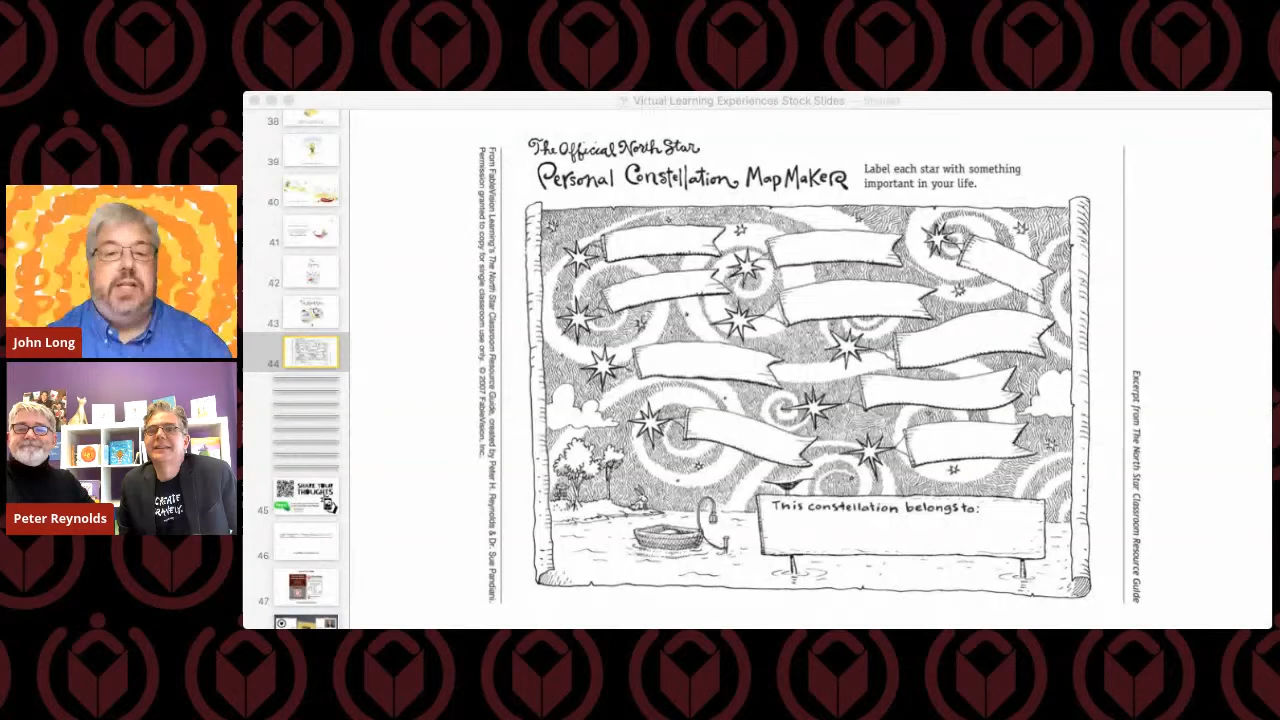 Virtual Learning Experiences Stock Slides
38
39
40
41
42
43
44
45
46
47
SHARE YOUR
THOUGHTS
The Official North Star
Personal Constellation Map Maker
Label each star with something
important in your life.
This constellation belongs to:
From FableVision Learning's The North Star Classroom Resource Guide, created by Peter H. Reynolds & Dr. Sue Pandiani.
Permission granted to copy for single classroom use only. © 2007 FableVision, Inc.
Excerpt from The North Star Classroom Resource Guide
John Long
CREATE
BRAVELY
Peter Reynolds